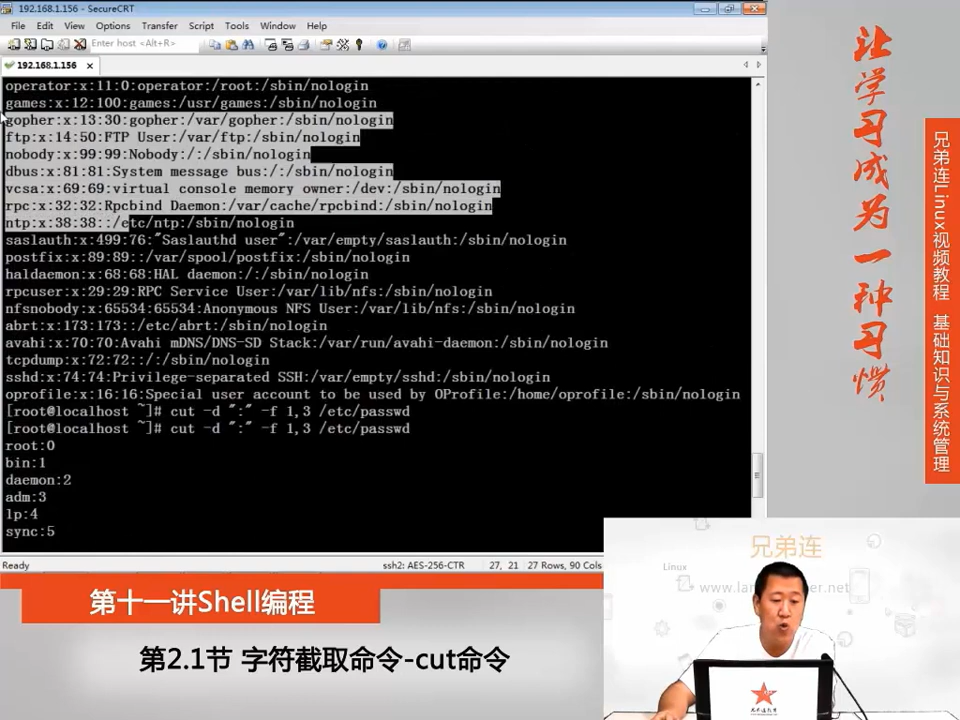 192.168.1.156 - SecureCRT
File Edit View Options Transfer Script Tools Window Help
Enter host <Alt+R>
192.168.1.156
operator:x:11:0:operator:/root:/sbin/nologin
games:x:12:100:games:/usr/games:/sbin/nologin
gopher:x:13:30:gopher:/var/gopher:/sbin/nologin
ftp:x:14:50:FTP User:/var/ftp:/sbin/nologin
nobody:x:99:99:Nobody:/:/sbin/nologin
dbus:x:81:81:System message bus:/:/sbin/nologin
vcsa:x:69:69:virtual console memory owner:/dev:/sbin/nologin
rpc:x:32:32:Rpcbind Daemon:/var/cache/rpcbind:/sbin/nologin
ntp:x:38:38::/etc/ntp:/sbin/nologin
saslauth:x:499:76:"Saslauthd user":/var/empty/saslauth:/sbin/nologin
postfix:x:89:89::/var/spool/postfix:/sbin/nologin
haldaemon:x:68:68:HAL daemon:/:/sbin/nologin
rpcuser:x:29:29:RPC Service User:/var/lib/nfs:/sbin/nologin
nfsnobody:x:65534:65534:Anonymous NFS User:/var/lib/nfs:/sbin/nologin
abrt:x:173:173::/etc/abrt:/sbin/nologin
avahi:x:70:70:Avahi mDNS/DNS-SD Stack:/var/run/avahi-daemon:/sbin/nologin
tcpdump:x:72:72::/:/sbin/nologin
sshd:x:74:74:Privilege-separated SSH:/var/empty/sshd:/sbin/nologin
oprofile:x:16:16:Special user account to be used by OProfile:/home/oprofile:/sbin/nologin
[root@localhost ~]# cut -d ":" -f 1,3 /etc/passwd
[root@localhost ~]# cut -d ":" -f 1,3 /etc/passwd
root:0
bin:1
daemon:2
adm:3
lp:4
sync:5
Ready ssh2: AES-256-CTR 27, 21 27 Rows, 90 Cols
让学习成为一种习惯
兄弟连Linux视频教程 基础知识与系统管理
兄弟连
Linux
第十一讲Shell编程
第2.1节 字符截取命令-cut命令